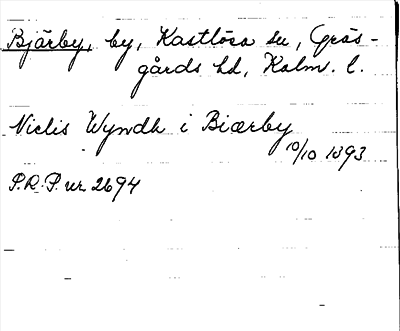 Bjärby, by, Kastlösa sn, Gräs-
gårds hd, Kalm. l.
Niclis Wyndh i Biærby
10/10 1393
P.R.P. nr 2694